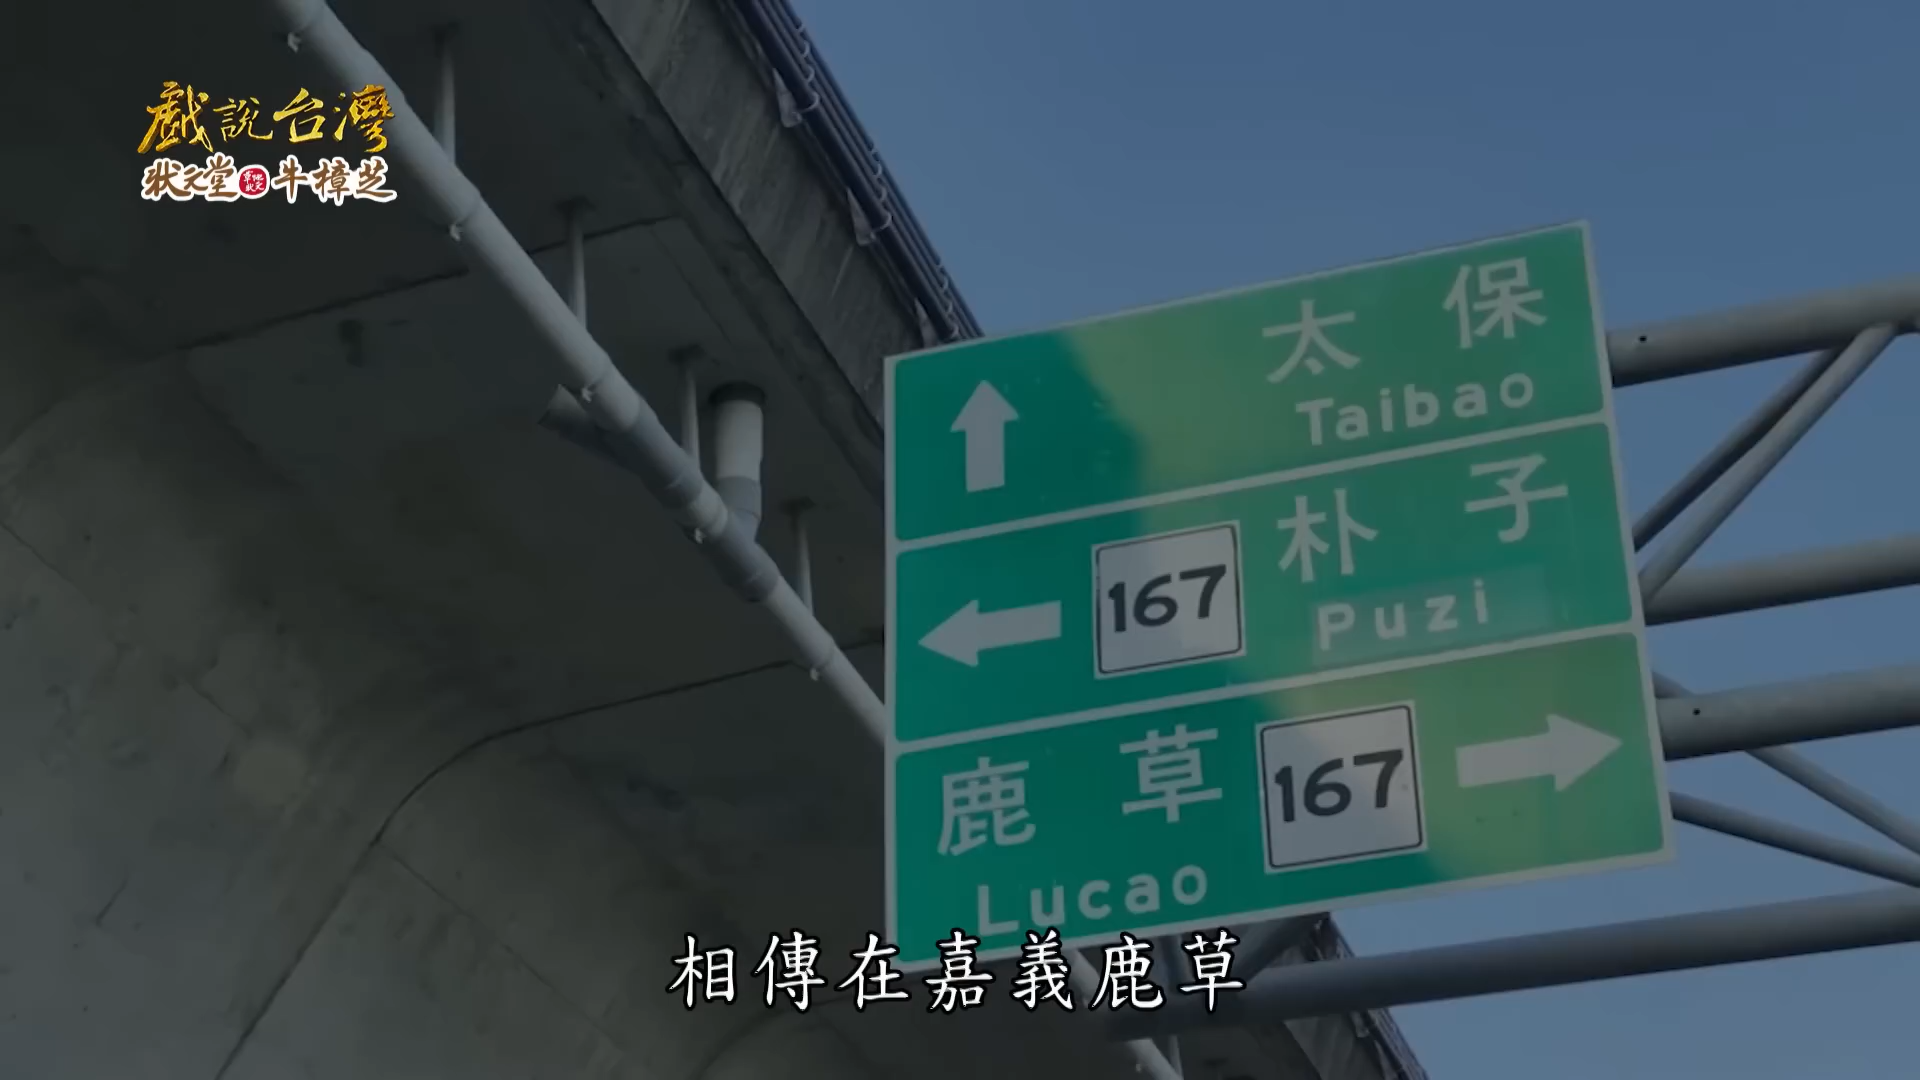 戲說台灣
狀元堂 牛樟芝
太保
Taibao
167 朴子
Puzi
鹿草 167
Lucao
相傳在嘉義鹿草